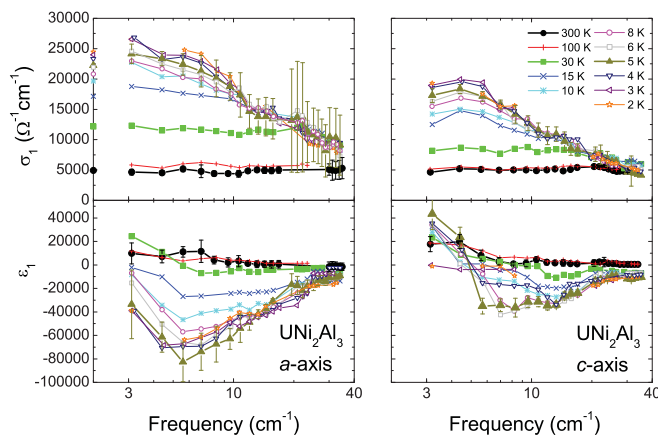 30000
25000
20000
15000
10000
5000
0
σ₁ (Ω⁻¹cm⁻¹)
300 K
100 K
30 K
15 K
10 K
8 K
6 K
5 K
4 K
3 K
2 K
40000
20000
0
-20000
-40000
-60000
-80000
-100000
ε₁
UNi₂Al₃
a-axis
UNi₂Al₃
c-axis
3 10 40
2 3 10 40
Frequency (cm⁻¹)
Frequency (cm⁻¹)